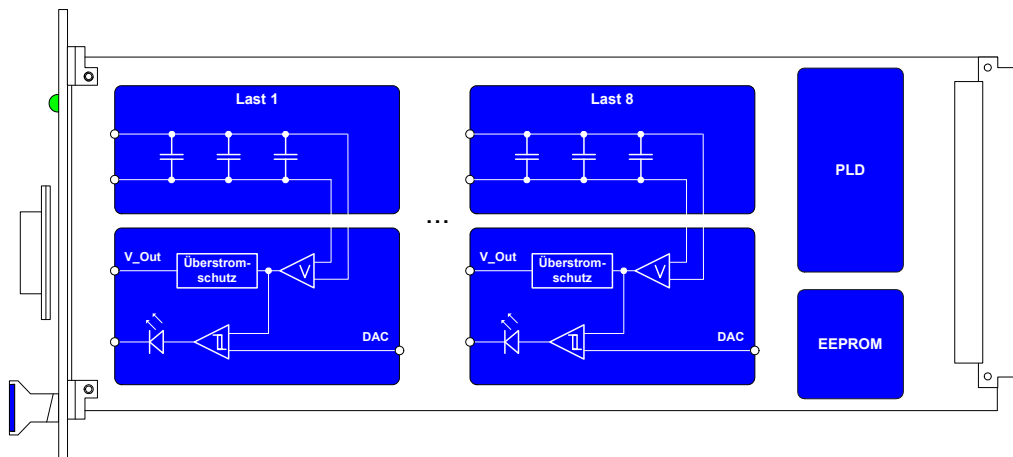 Last 1
V_Out
Überstrom-
schutz
V
DAC
...
Last 8
V_Out
Überstrom-
schutz
V
DAC
PLD
EEPROM